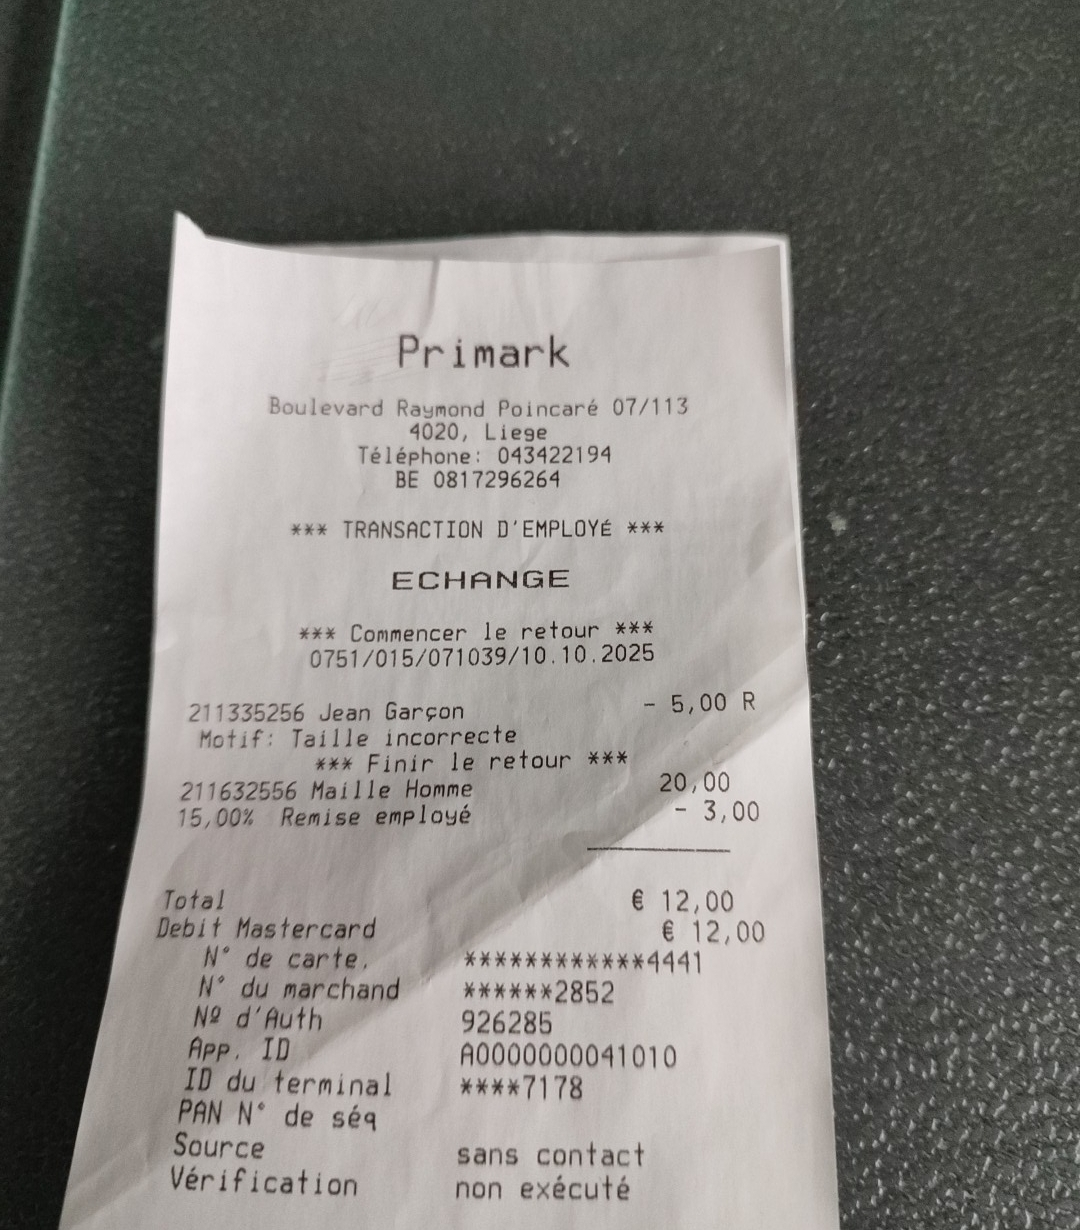 Primark
Boulevard Raymond Poincaré 07/113
4020, Liege
Téléphone: 043422194
BE 0817296264
*** TRANSACTION D'EMPLOYÉ ***
ECHANGE
*** Commencer le retour ***
0751/015/071039/10.10.2025
211335256 Jean Garçon - 5,00 R
Motif: Taille incorrecte
*** Finir le retour ***
211632556 Maille Homme 20,00
15,00% Remise employé - 3,00
Total € 12,00
Debit Mastercard € 12,00
N° de carte. ************4441
N° du marchand ******2852
Nº d'Auth 926285
App. ID A0000000041010
ID du terminal ****7178
PAN N° de séq
Source sans contact
Vérification non exécuté